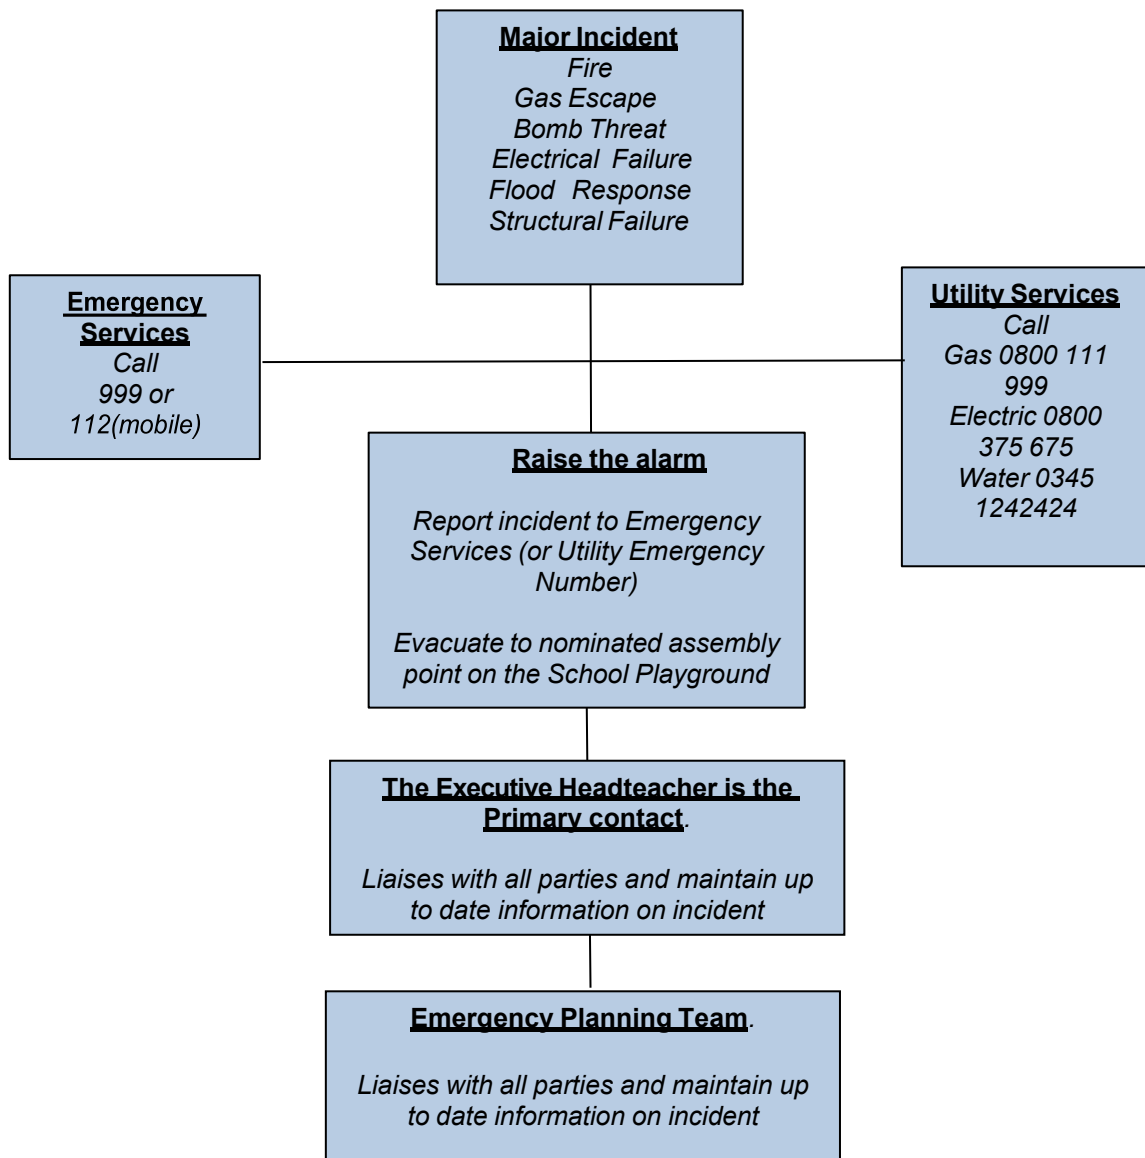 Major Incident
Fire
Gas Escape
Bomb Threat
Electrical Failure
Flood Response
Structural Failure
Emergency
Services
Call
999 or
112(mobile)
Utility Services
Call
Gas 0800 111
999
Electric 0800
375 675
Water 0345
1242424
Raise the alarm
Report incident to Emergency
Services (or Utility Emergency
Number)
Evacuate to nominated assembly
point on the School Playground
The Executive Headteacher is the
Primary contact.
Liaises with all parties and maintain up
to date information on incident
Emergency Planning Team.
Liaises with all parties and maintain up
to date information on incident